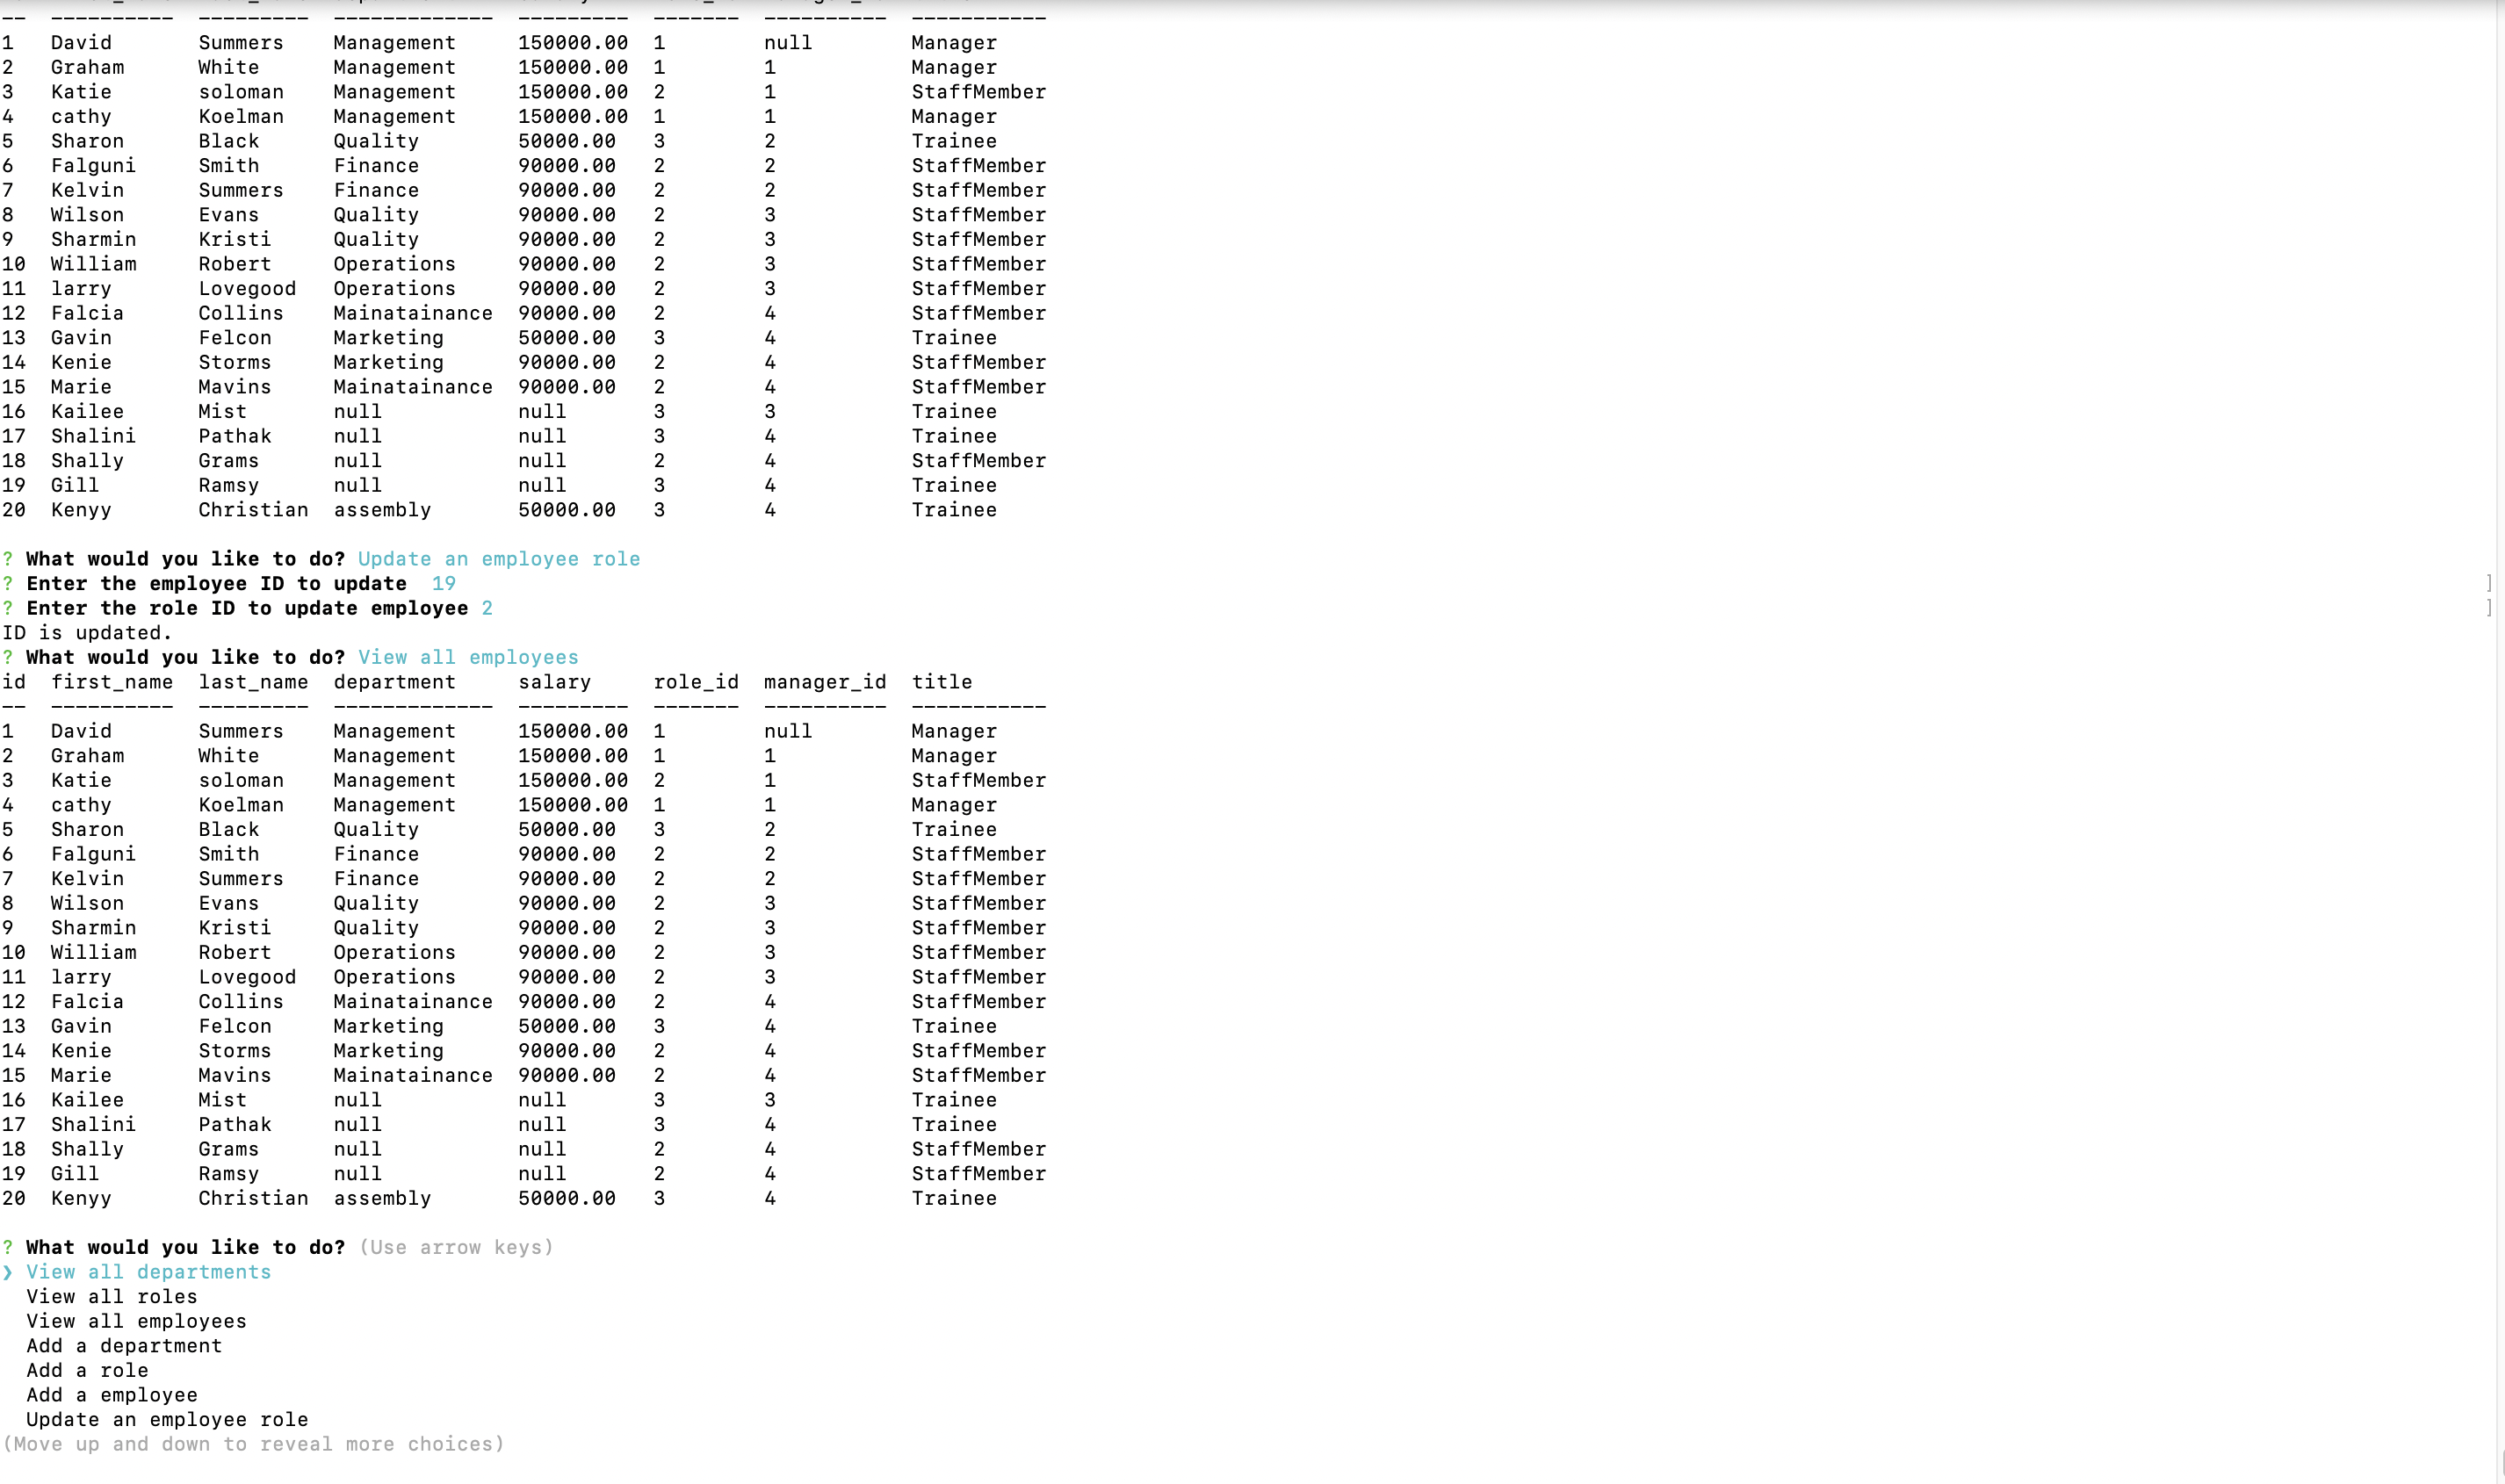 -- ---------- --------- ------------- --------- ------- ---------- -----------
1 David Summers Management 150000.00 1 null Manager
2 Graham White Management 150000.00 1 1 Manager
3 Katie soloman Management 150000.00 2 1 StaffMember
4 cathy Koelman Management 150000.00 1 1 Manager
5 Sharon Black Quality 50000.00 3 2 Trainee
6 Falguni Smith Finance 90000.00 2 2 StaffMember
7 Kelvin Summers Finance 90000.00 2 2 StaffMember
8 Wilson Evans Quality 90000.00 2 3 StaffMember
9 Sharmin Kristi Quality 90000.00 2 3 StaffMember
10 William Robert Operations 90000.00 2 3 StaffMember
11 larry Lovegood Operations 90000.00 2 3 StaffMember
12 Falcia Collins Mainatainance 90000.00 2 4 StaffMember
13 Gavin Felcon Marketing 50000.00 3 4 Trainee
14 Kenie Storms Marketing 90000.00 2 4 StaffMember
15 Marie Mavins Mainatainance 90000.00 2 4 StaffMember
16 Kailee Mist null null 3 3 Trainee
17 Shalini Pathak null null 3 4 Trainee
18 Shally Grams null null 2 4 StaffMember
19 Gill Ramsy null null 3 4 Trainee
20 Kenyy Christian assembly 50000.00 3 4 Trainee
? What would you like to do? Update an employee role
? Enter the employee ID to update 19 ]
? Enter the role ID to update employee 2 ]
ID is updated.
? What would you like to do? View all employees
id first_name last_name department salary role_id manager_id title
-- ---------- --------- ------------- --------- ------- ---------- -----------
1 David Summers Management 150000.00 1 null Manager
2 Graham White Management 150000.00 1 1 Manager
3 Katie soloman Management 150000.00 2 1 StaffMember
4 cathy Koelman Management 150000.00 1 1 Manager
5 Sharon Black Quality 50000.00 3 2 Trainee
6 Falguni Smith Finance 90000.00 2 2 StaffMember
7 Kelvin Summers Finance 90000.00 2 2 StaffMember
8 Wilson Evans Quality 90000.00 2 3 StaffMember
9 Sharmin Kristi Quality 90000.00 2 3 StaffMember
10 William Robert Operations 90000.00 2 3 StaffMember
11 larry Lovegood Operations 90000.00 2 3 StaffMember
12 Falcia Collins Mainatainance 90000.00 2 4 StaffMember
13 Gavin Felcon Marketing 50000.00 3 4 Trainee
14 Kenie Storms Marketing 90000.00 2 4 StaffMember
15 Marie Mavins Mainatainance 90000.00 2 4 StaffMember
16 Kailee Mist null null 3 3 Trainee
17 Shalini Pathak null null 3 4 Trainee
18 Shally Grams null null 2 4 StaffMember
19 Gill Ramsy null null 2 4 StaffMember
20 Kenyy Christian assembly 50000.00 3 4 Trainee
? What would you like to do? (Use arrow keys)
❯ View all departments
View all roles
View all employees
Add a department
Add a role
Add a employee
Update an employee role
(Move up and down to reveal more choices)